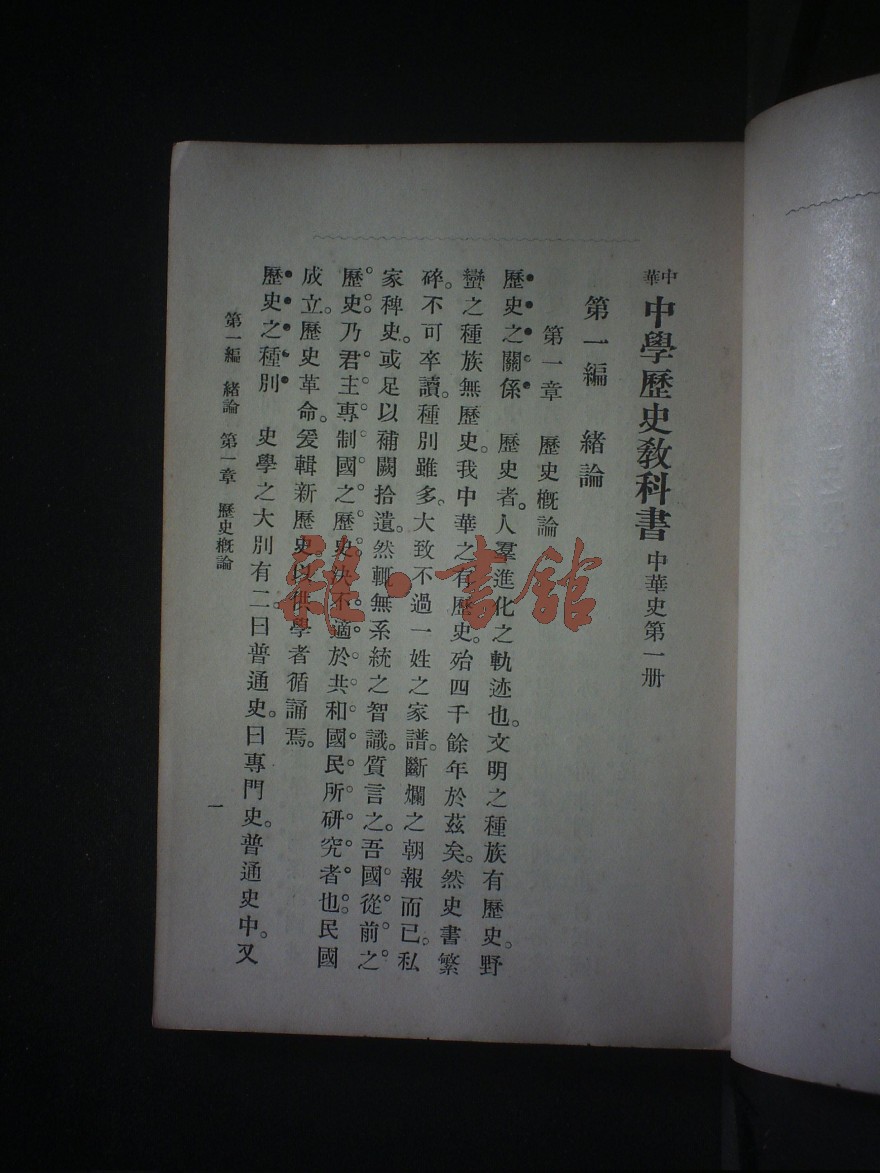 中華 中學歷史敎科書 中華史第一册
第一編 緖論
第一章 歷史槪論
歷史之關係 歷史者。人羣進化之軌迹也。文明之種族有歷史。野
蠻之種族無歷史。我中華之有歷史。殆四千餘年於茲矣。然史書繁
碎。不可卒讀。種別雖多。大致不過一姓之家譜。斷爛之朝報而已。私
家稗史。或足以補闕拾遺。然輒無系統之智識。質言之。吾國從前之
歷史。乃君主專制國之歷史。決不適於共和國民所研究者也。民國
成立。歷史革命。爰輯新歷史以供學者循誦焉。
歷史之種別 史學之大別有二。曰普通史。曰專門史。普通史中。又
第一編 緖論 第一章 歷史槪論
一
雜·書館